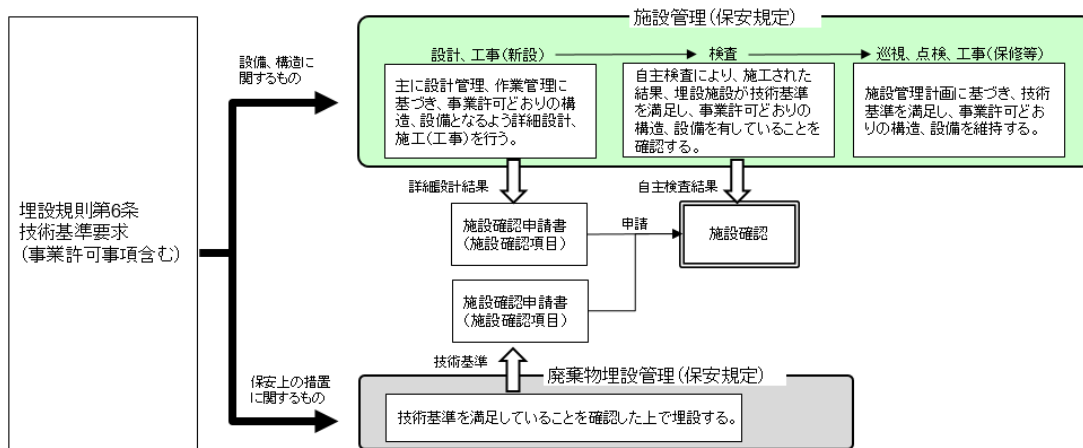 施設管理(保安規定)
設計、工事(新設)
検査
巡視、点検、工事(保修等)
設備、構造に
関するもの
主に設計管理、作業管理に
基づき、事業許可どおりの構
造、設備となるよう詳細設計、
施工(工事)を行う。
自主検査により、施工された
結果、埋設施設が技術基準
を満足し、事業許可どおりの
構造、設備を有していることを
確認する。
施設管理計画に基づき、技術
基準を満足し、事業許可どお
りの構造、設備を維持する。
詳細設計結果
自主検査結果
埋設規則第6条
技術基準要求
(事業許可事項含む)
施設確認申請書
(施設確認項目)
申請
施設確認
施設確認申請書
(施設確認項目)
技術基準
保安上の措置
に関するもの
廃棄物埋設管理(保安規定)
技術基準を満足していることを確認した上で埋設する。